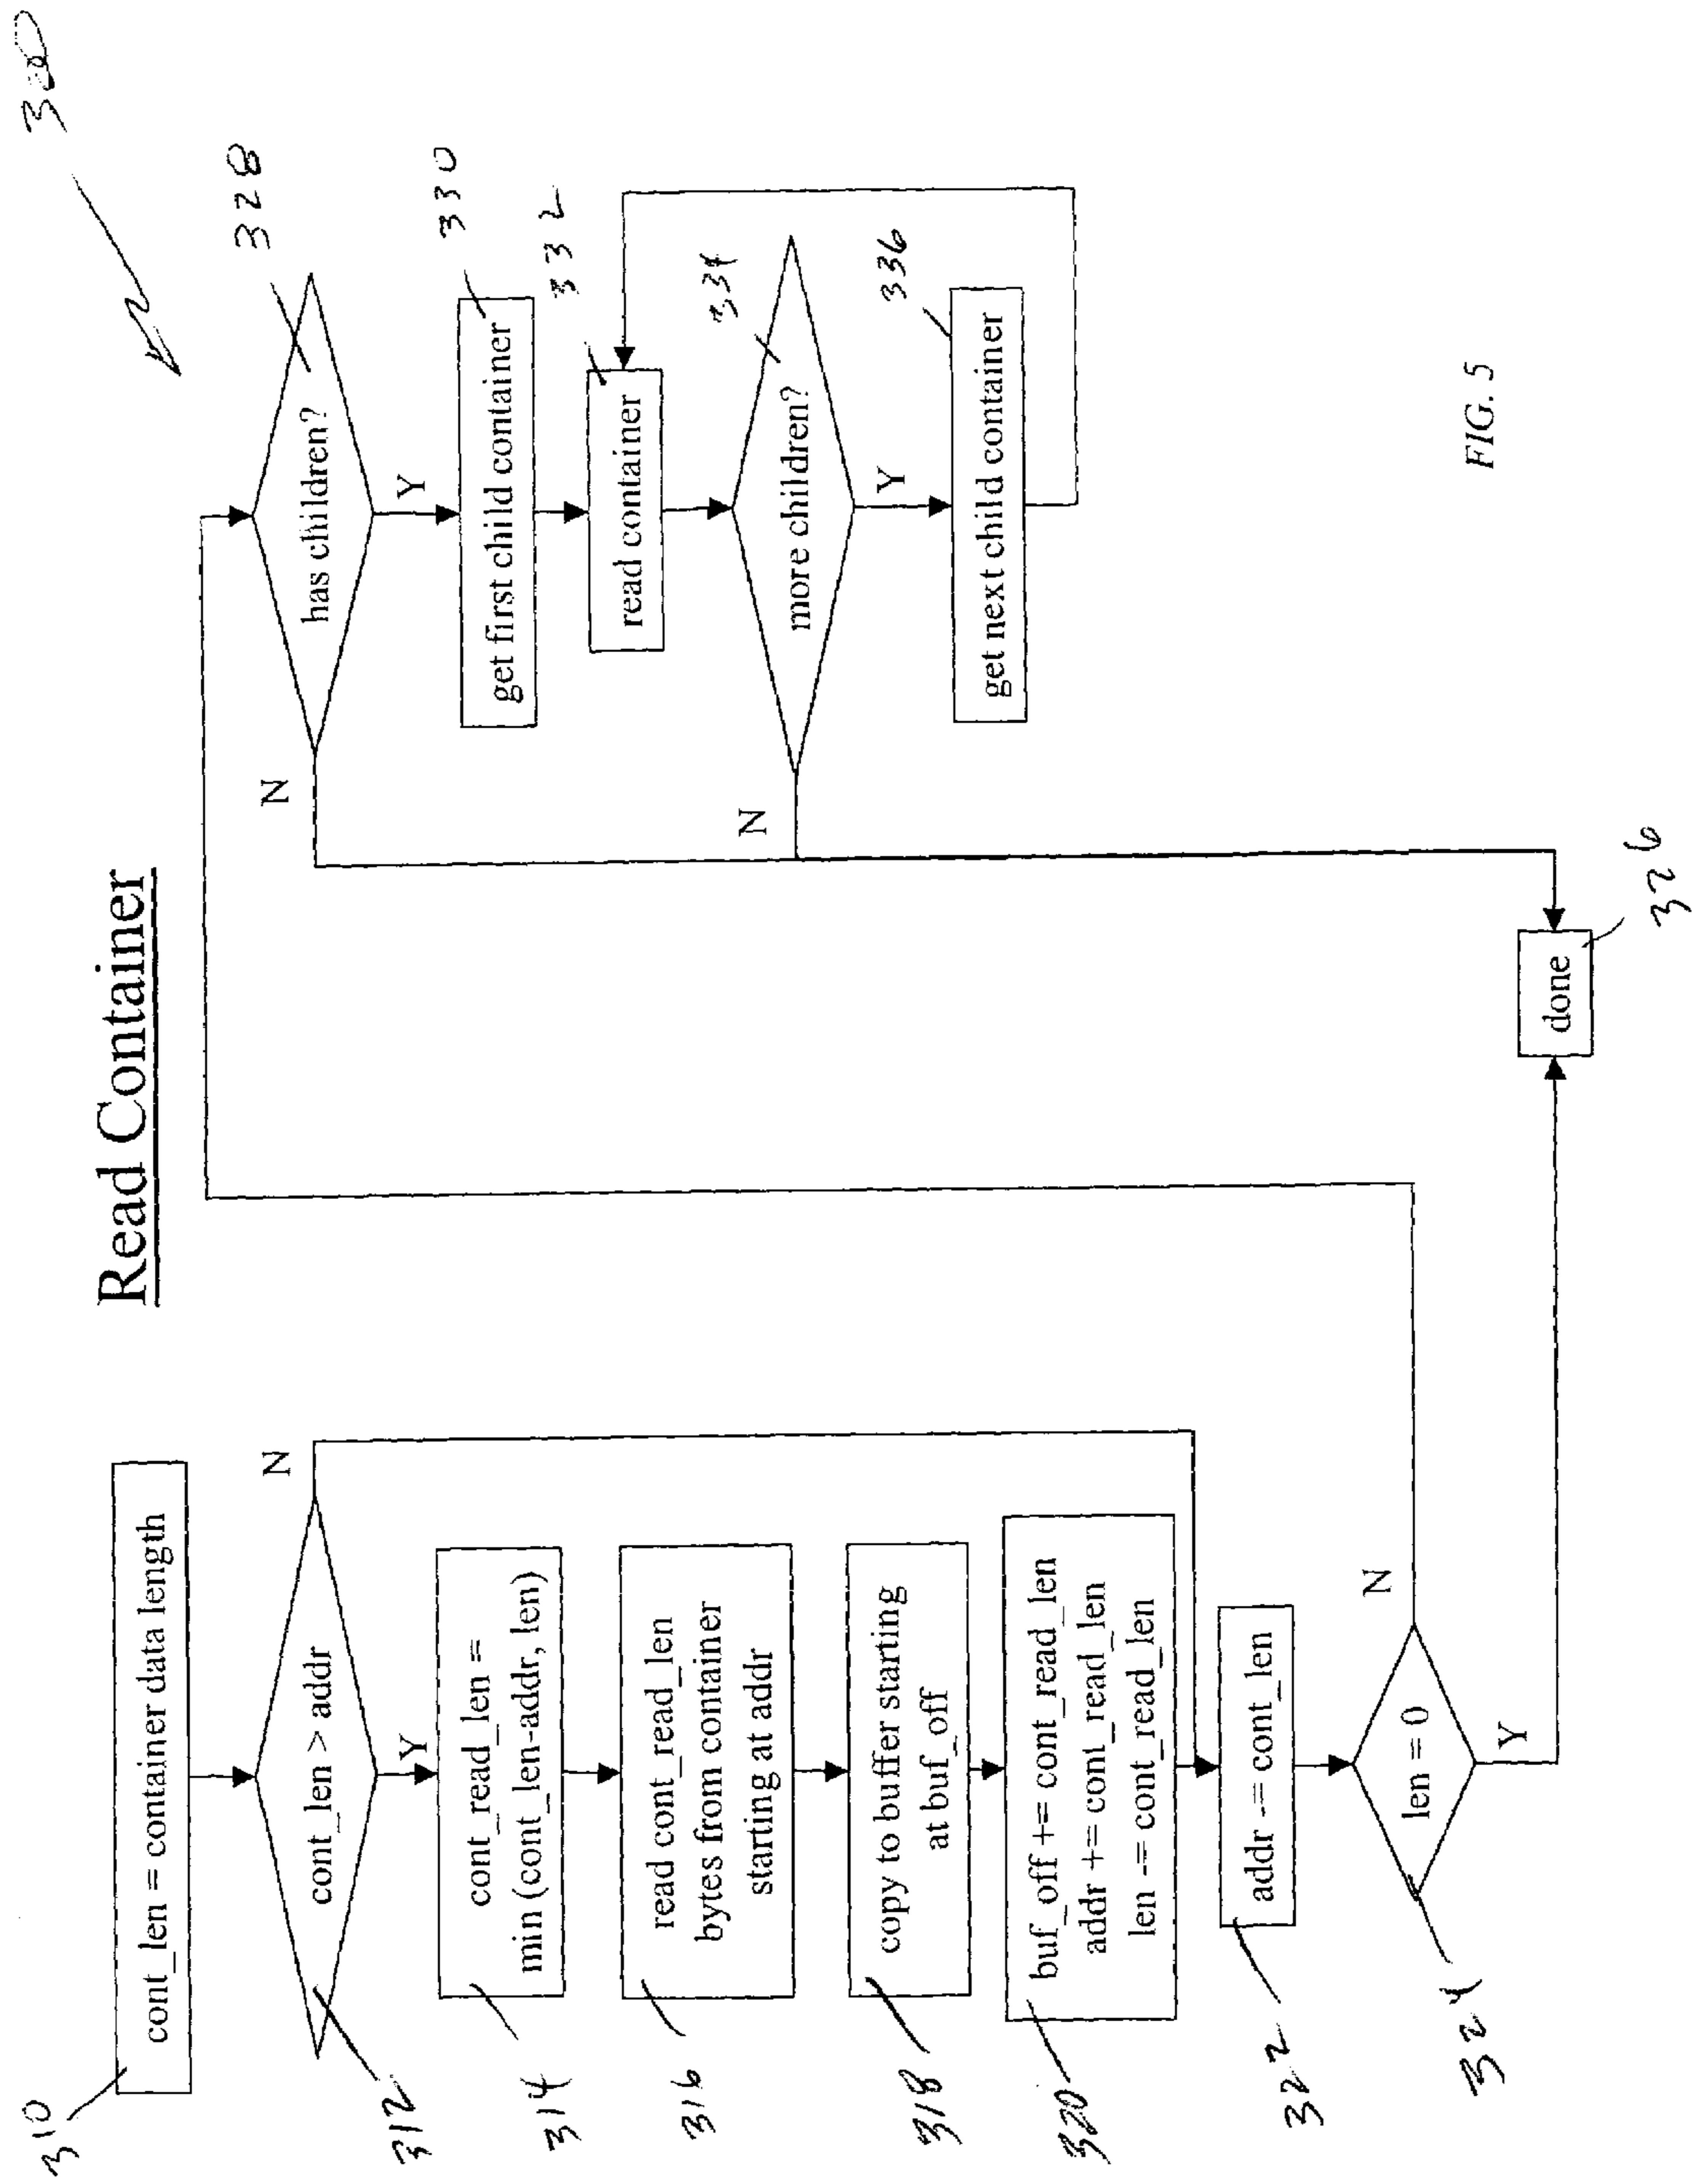 300
Read Container
310
cont_len = container data length
312
cont_len > addr
N
Y
314
cont_read_len =
min (cont_len-addr, len)
316
read cont_read_len
bytes from container
starting at addr
318
copy to buffer starting
at buf_off
320
buf_off += cont_read_len
addr += cont_read_len
len -= cont_read_len
322
addr -= cont_len
324
len = 0
N
Y
328
has children?
N
Y
330
get first child container
332
read container
334
more children?
N
Y
336
get next child container
done
326
FIG. 5